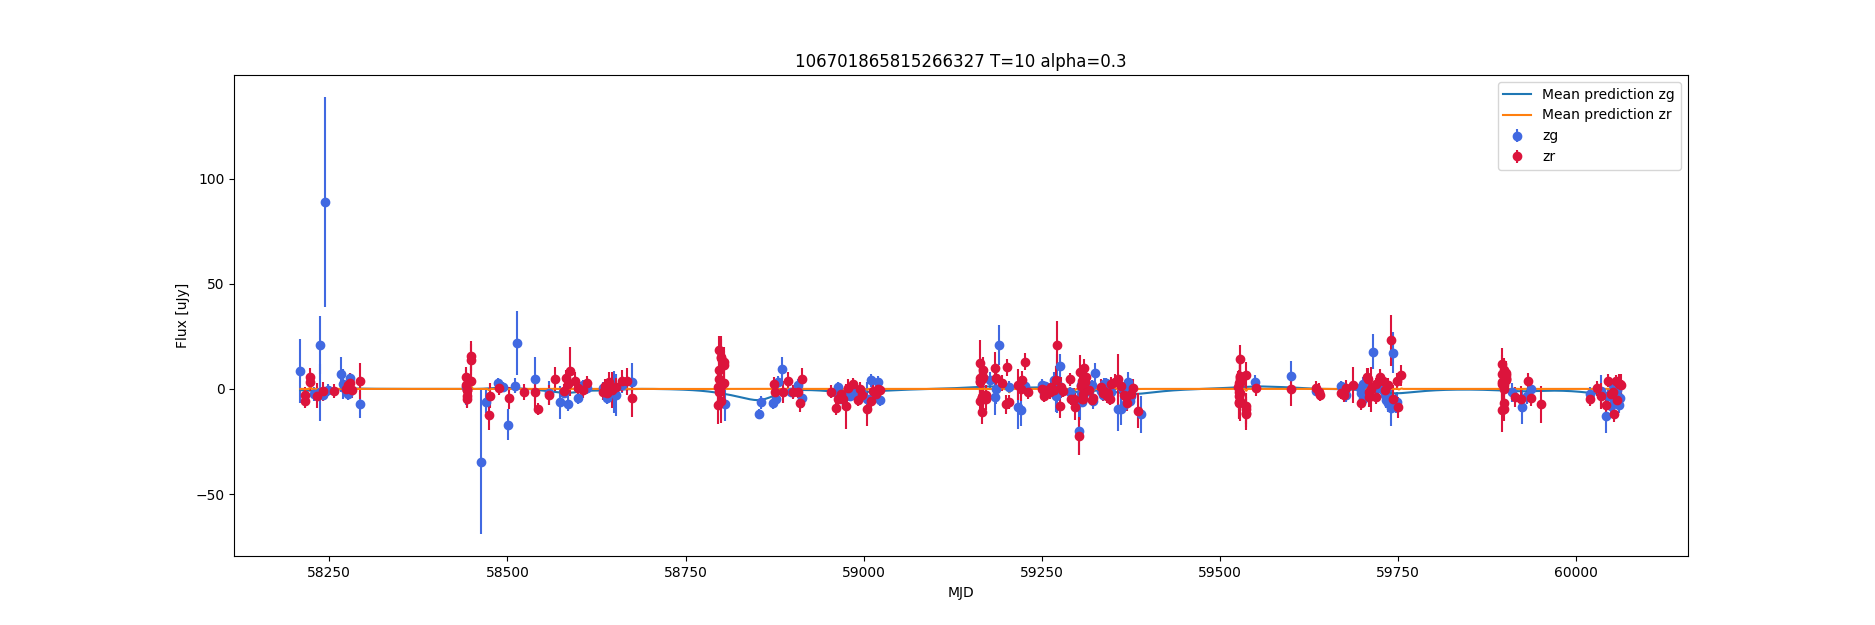 106701865815266327 T=10 alpha=0.3
Mean prediction zg
Mean prediction zr
zg
zr
Flux [uJy]
100
50
0
−50
58250 58500 58750 59000 59250 59500 59750 60000
MJD